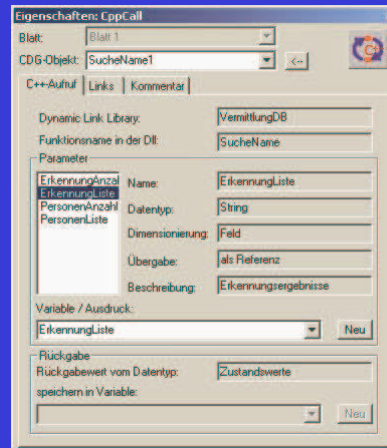 Eigenschaften: CppCall
Blatt: Blatt 1
CDG-Objekt: SucheName1 <--
C++-Aufruf Links Kommentar
Dynamic Link Library: VermittlungDB
Funktionsname in der Dll: SucheName
Parameter
ErkennungAnzal
ErkennungListe
PersonenAnzahl
PersonenListe
Name: ErkennungListe
Datentyp: String
Dimensionierung: Feld
Übergabe: als Referenz
Beschreibung: Erkennungsergebnisse
Variable / Ausdruck:
ErkennungListe Neu
Rückgabe
Rückgabewert vom Datentyp: Zustandswerte
speichern in Variable:
Neu